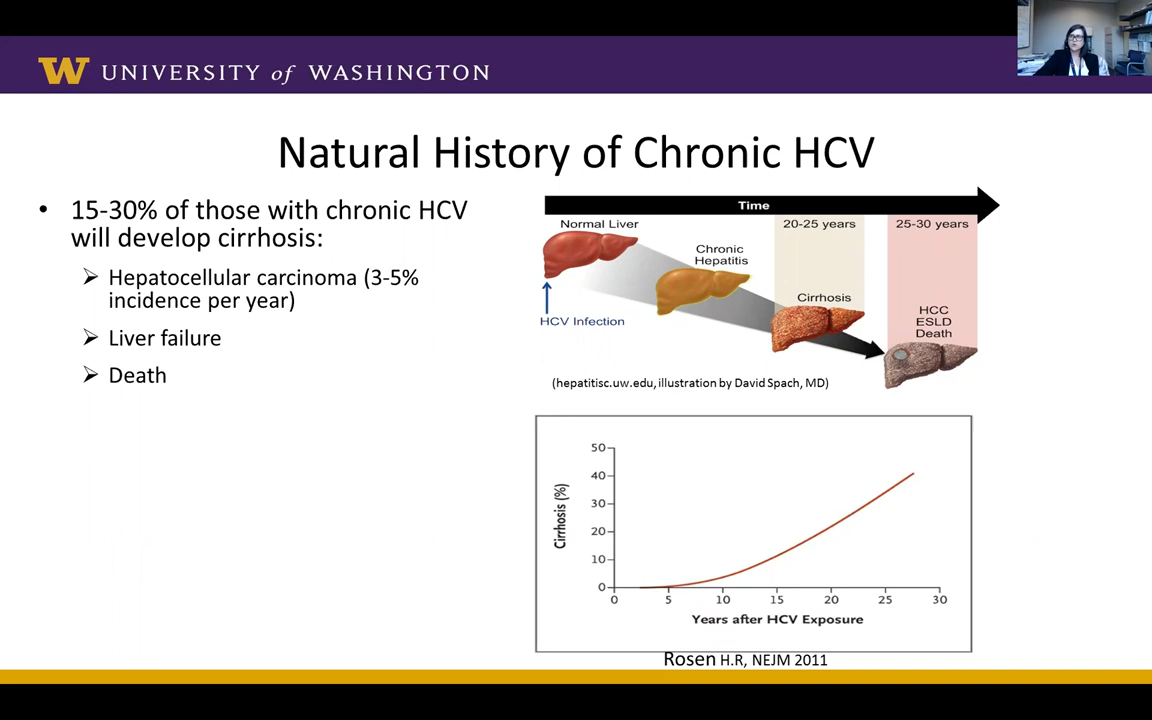 W UNIVERSITY of WASHINGTON
Natural History of Chronic HCV
• 15-30% of those with chronic HCV
will develop cirrhosis:
➢ Hepatocellular carcinoma (3-5%
incidence per year)
➢ Liver failure
➢ Death
Time
Normal Liver
20-25 years
25-30 years
Chronic
Hepatitis
Cirrhosis
HCV Infection
HCC
ESLD
Death
(hepatitisc.uw.edu, illustration by David Spach, MD)
50
40
30
20
10
0
Cirrhosis (%)
0 5 10 15 20 25 30
Years after HCV Exposure
Rosen H.R, NEJM 2011